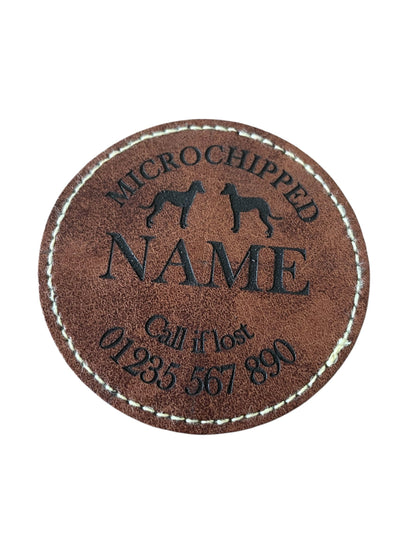 MICROCHIPPED
NAME
Call if lost
01235 567 890